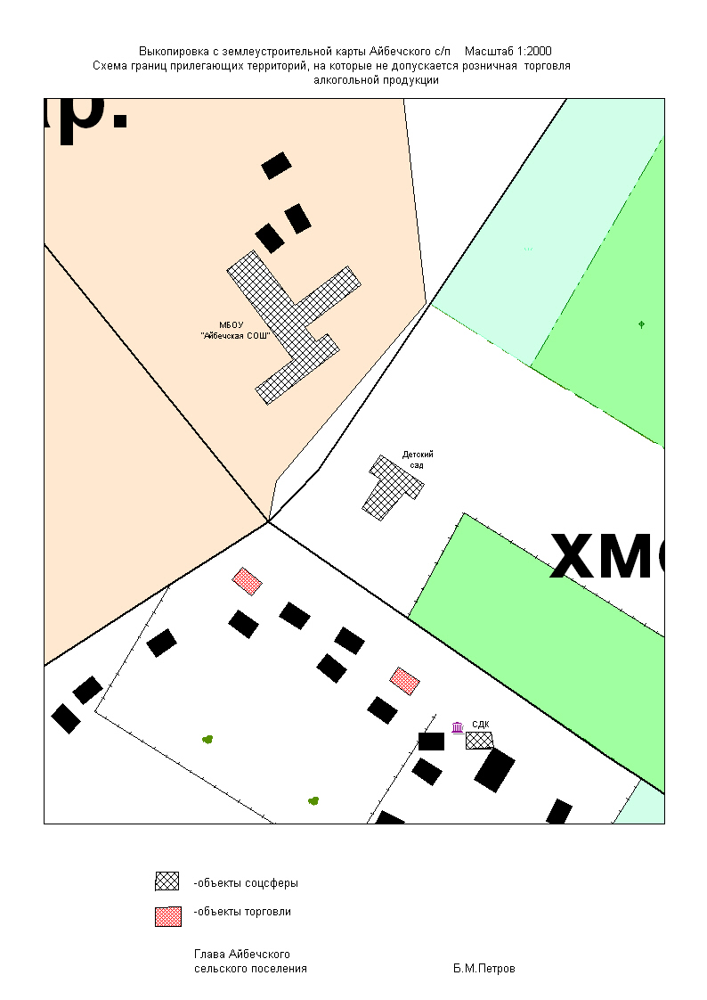 Выкопировка с землеустроительной карты Айбечского с/п Масштаб 1:2000
Схема границ прилегающих территорий, на которые не допускается розничная торговля
алкогольной продукции
р.
МБОУ
"Айбечская СОШ"
Детский
сад
хм
СДК
-объекты соцсферы
-объекты торговли
Глава Айбечского
сельского поселения Б.М.Петров